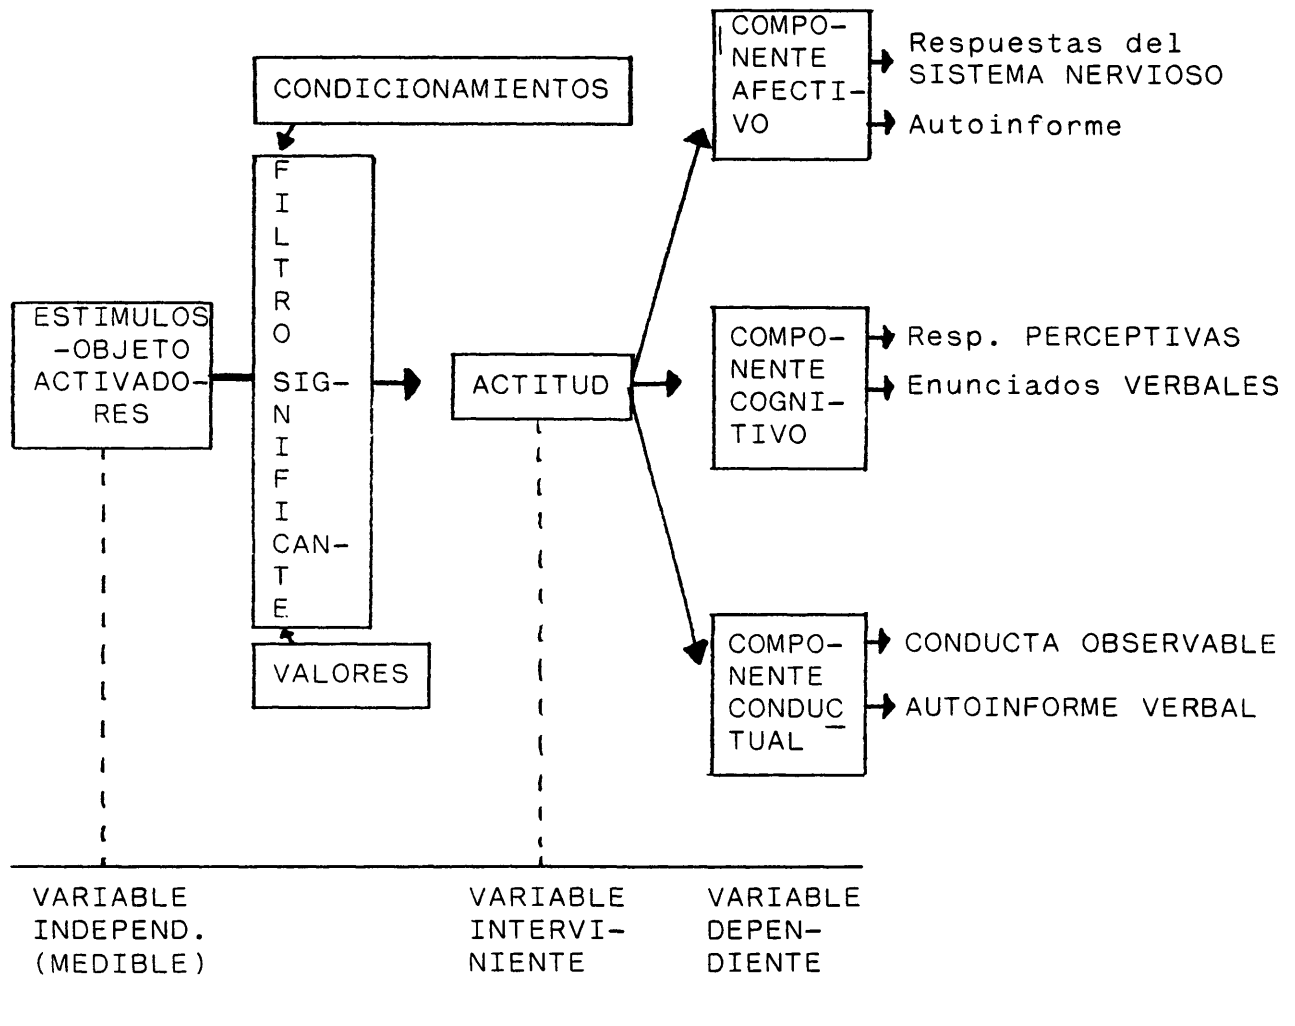 CONDICIONAMIENTOS
F
I
L
T
R
O
SIG-
N
I
F
I
CAN-
T
E
VALORES
ESTIMULOS
-OBJETO
ACTIVADO-
RES
ACTITUD
COMPO-
NENTE
AFECTI-
VO
Respuestas del
SISTEMA NERVIOSO
Autoinforme
COMPO-
NENTE
COGNI-
TIVO
Resp. PERCEPTIVAS
Enunciados VERBALES
COMPO-
NENTE
CONDUC
TUAL
CONDUCTA OBSERVABLE
AUTOINFORME VERBAL
VARIABLE
INDEPEND.
(MEDIBLE)
VARIABLE
INTERVI-
NIENTE
VARIABLE
DEPEN-
DIENTE